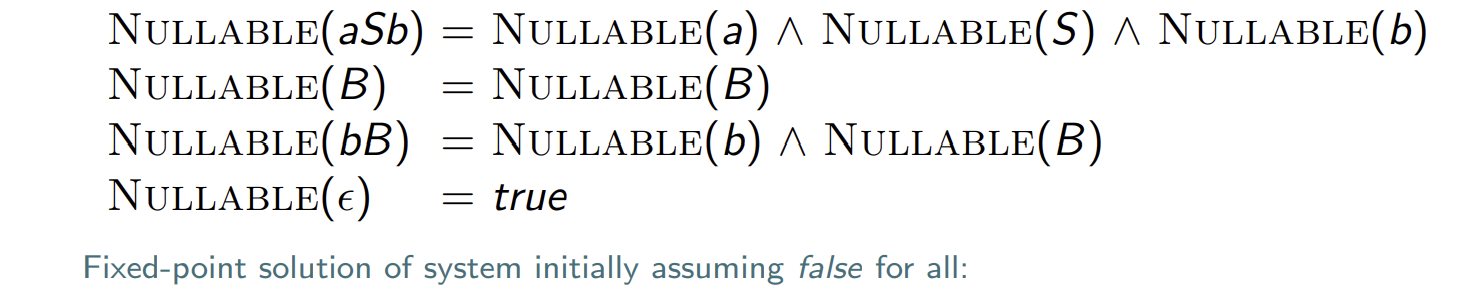 NULLABLE(aSb) = NULLABLE(a) ∧ NULLABLE(S) ∧ NULLABLE(b)
NULLABLE(B) = NULLABLE(B)
NULLABLE(bB) = NULLABLE(b) ∧ NULLABLE(B)
NULLABLE(ϵ) = true
Fixed-point solution of system initially assuming false for all: